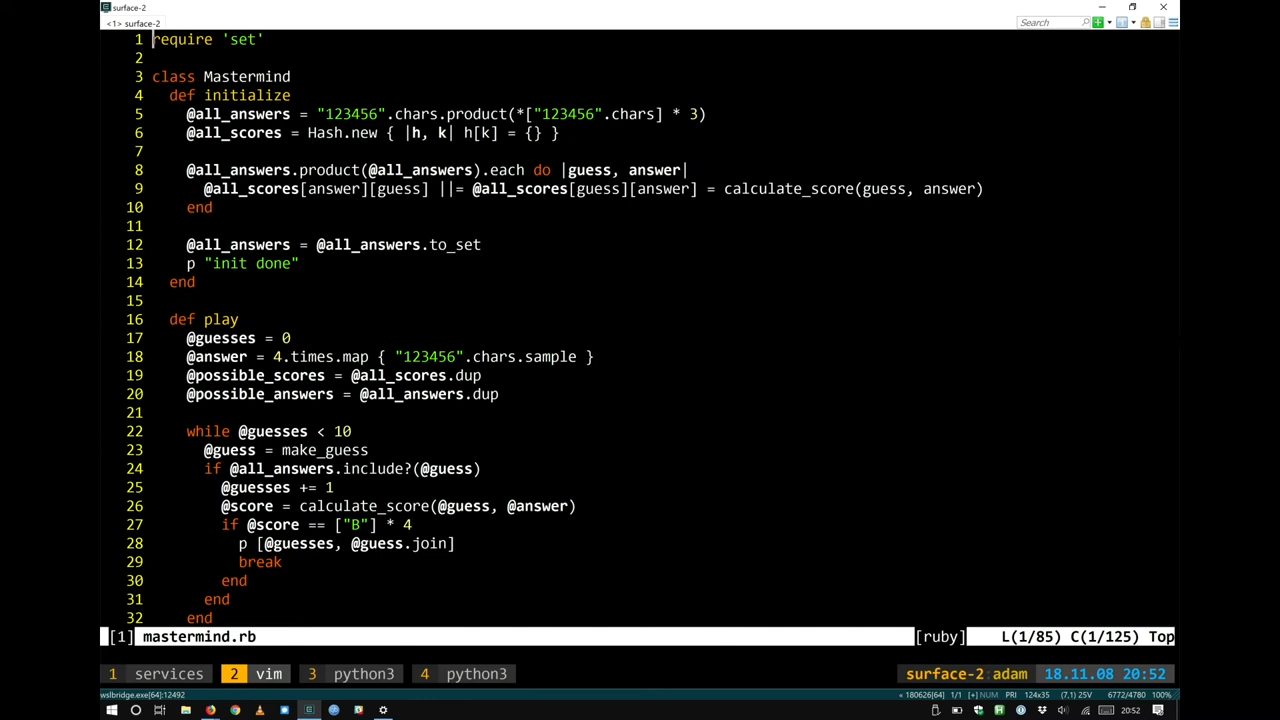 surface-2
<1> surface-2
Search
1 require 'set'
2
3 class Mastermind
4   def initialize
5     @all_answers = "123456".chars.product(*["123456".chars] * 3)
6     @all_scores = Hash.new { |h, k| h[k] = {} }
7
8     @all_answers.product(@all_answers).each do |guess, answer|
9       @all_scores[answer][guess] ||= @all_scores[guess][answer] = calculate_score(guess, answer)
10     end
11
12     @all_answers = @all_answers.to_set
13     p "init done"
14   end
15
16   def play
17     @guesses = 0
18     @answer = 4.times.map { "123456".chars.sample }
19     @possible_scores = @all_scores.dup
20     @possible_answers = @all_answers.dup
21
22     while @guesses < 10
23       @guess = make_guess
24       if @all_answers.include?(@guess)
25         @guesses += 1
26         @score = calculate_score(@guess, @answer)
27         if @score == ["B"] * 4
28           p [@guesses, @guess.join]
29           break
30         end
31       end
32     end
[1] mastermind.rb [ruby] L(1/85) C(1/125) Top
1 services 2 vim 3 python3 4 python3 surface-2:adam 18.11.08 20:52
wslbridge.exe[64]:12492 « 180626[64] 1/1 [+] NUM PRI 124x35 (7,1) 25V 6772/4780 100%
20:52